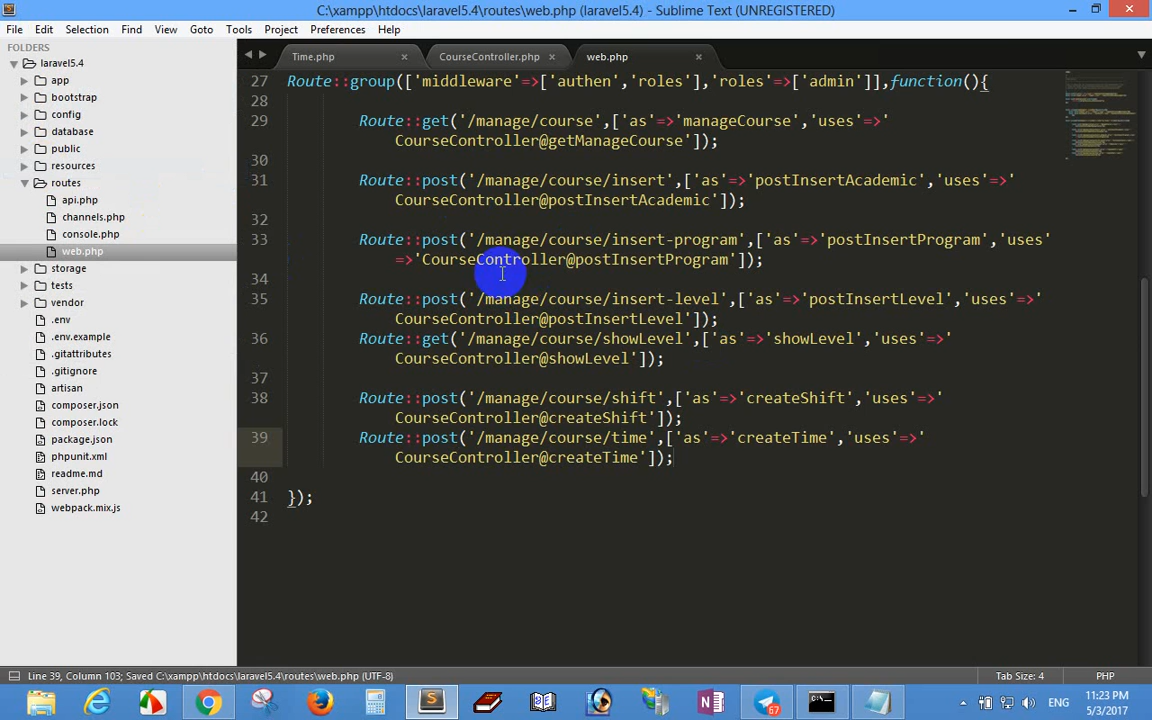 C:\xampp\htdocs\laravel5.4\routes\web.php (laravel5.4) - Sublime Text (UNREGISTERED)
File Edit Selection Find View Goto Tools Project Preferences Help
FOLDERS
laravel5.4
app
bootstrap
config
database
public
resources
routes
api.php
channels.php
console.php
web.php
storage
tests
vendor
.env
.env.example
.gitattributes
.gitignore
artisan
composer.json
composer.lock
package.json
phpunit.xml
readme.md
server.php
webpack.mix.js
Time.php CourseController.php web.php
27 Route::group(['middleware'=>['authen','roles'],'roles'=>['admin']],function(){
28
29 Route::get('/manage/course',['as'=>'manageCourse','uses'=>'
CourseController@getManageCourse']);
30
31 Route::post('/manage/course/insert',['as'=>'postInsertAcademic','uses'=>'
CourseController@postInsertAcademic']);
32
33 Route::post('/manage/course/insert-program',['as'=>'postInsertProgram','uses'
=>'CourseController@postInsertProgram']);
34
35 Route::post('/manage/course/insert-level',['as'=>'postInsertLevel','uses'=>'
CourseController@postInsertLevel']);
36 Route::get('/manage/course/showLevel',['as'=>'showLevel','uses'=>'
CourseController@showLevel']);
37
38 Route::post('/manage/course/shift',['as'=>'createShift','uses'=>'
CourseController@createShift']);
39 Route::post('/manage/course/time',['as'=>'createTime','uses'=>'
CourseController@createTime']);
40
41 });
42
Line 39, Column 103; Saved C:\xampp\htdocs\laravel5.4\routes\web.php (UTF-8) Tab Size: 4 PHP
67
ENG
11:23 PM
5/3/2017